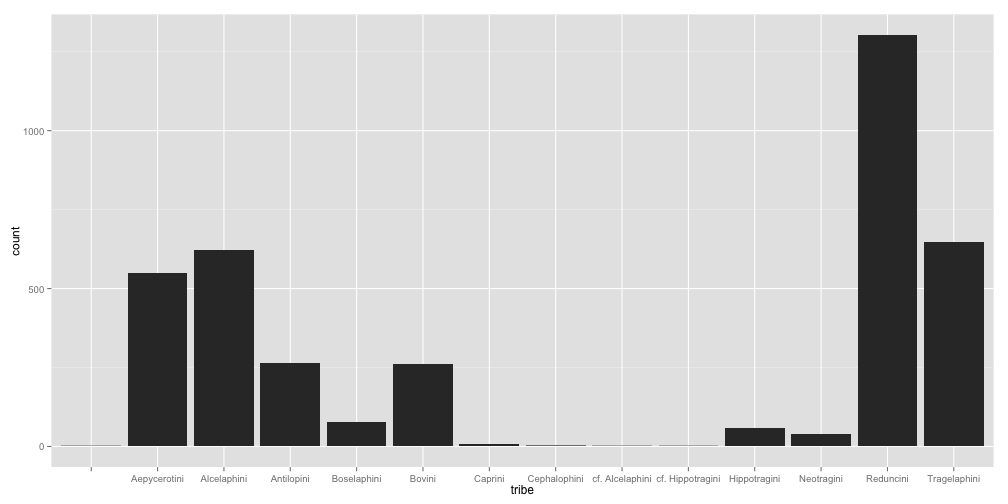 count
1000
500
0
Aepycerotini Alcelaphini Antilopini Boselaphini Bovini Caprini Cephalophini cf. Alcelaphini cf. Hippotragini Hippotragini Neotragini Reduncini Tragelaphini
tribe